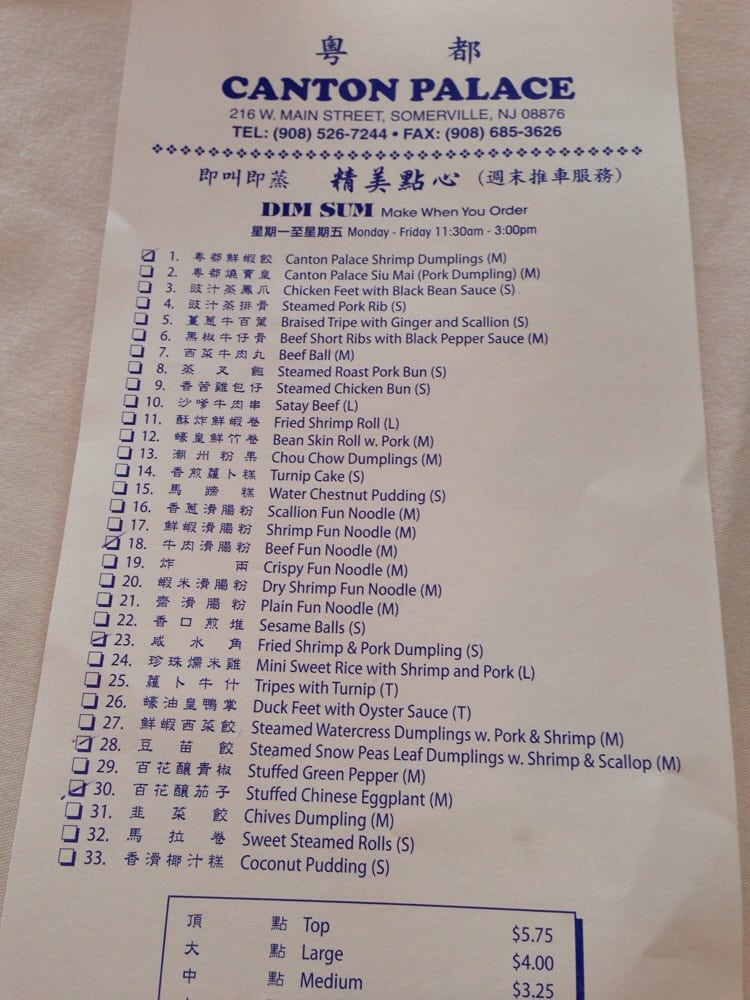 粤 都
CANTON PALACE
216 W. MAIN STREET, SOMERVILLE, NJ 08876
TEL: (908) 526-7244 • FAX: (908) 685-3626
即叫即蒸 精美點心 (週末推車服務)
DIM SUM Make When You Order
星期一至星期五 Monday - Friday 11:30am - 3:00pm
1. 粤都鮮蝦餃 Canton Palace Shrimp Dumplings (M)
2. 粤都燒賣皇 Canton Palace Siu Mai (Pork Dumpling) (M)
3. 豉汁蒸鳳爪 Chicken Feet with Black Bean Sauce (S)
4. 豉汁蒸排骨 Steamed Pork Rib (S)
5. 薑蔥牛百葉 Braised Tripe with Ginger and Scallion (S)
6. 黑椒牛仔骨 Beef Short Ribs with Black Pepper Sauce (M)
7. 西菜牛肉丸 Beef Ball (M)
8. 蒸叉飽 Steamed Roast Pork Bun (S)
9. 香茜雞包仔 Steamed Chicken Bun (S)
10. 沙嗲牛肉串 Satay Beef (L)
11. 酥炸鮮蝦卷 Fried Shrimp Roll (L)
12. 蠔皇鮮竹卷 Bean Skin Roll w. Pork (M)
13. 潮州粉果 Chou Chow Dumplings (M)
14. 香煎蘿卜糕 Turnip Cake (S)
15. 馬蹄糕 Water Chestnut Pudding (S)
16. 香蔥滑腸粉 Scallion Fun Noodle (M)
17. 鮮蝦滑腸粉 Shrimp Fun Noodle (M)
18. 牛肉滑腸粉 Beef Fun Noodle (M)
19. 炸兩 Crispy Fun Noodle (M)
20. 蝦米滑腸粉 Dry Shrimp Fun Noodle (M)
21. 齋滑腸粉 Plain Fun Noodle (M)
22. 香口煎堆 Sesame Balls (S)
23. 咸水角 Fried Shrimp & Pork Dumpling (S)
24. 珍珠糯米雞 Mini Sweet Rice with Shrimp and Pork (L)
25. 蘿卜牛什 Tripes with Turnip (T)
26. 蠔油皇鴨掌 Duck Feet with Oyster Sauce (T)
27. 鮮蝦西菜餃 Steamed Watercress Dumplings w. Pork & Shrimp (M)
28. 豆苗餃 Steamed Snow Peas Leaf Dumplings w. Shrimp & Scallop (M)
29. 百花釀青椒 Stuffed Green Pepper (M)
30. 百花釀茄子 Stuffed Chinese Eggplant (M)
31. 韭菜餃 Chives Dumpling (M)
32. 馬拉卷 Sweet Steamed Rolls (S)
33. 香滑椰汁糕 Coconut Pudding (S)
頂點 Top $5.75
大點 Large $4.00
中點 Medium $3.25